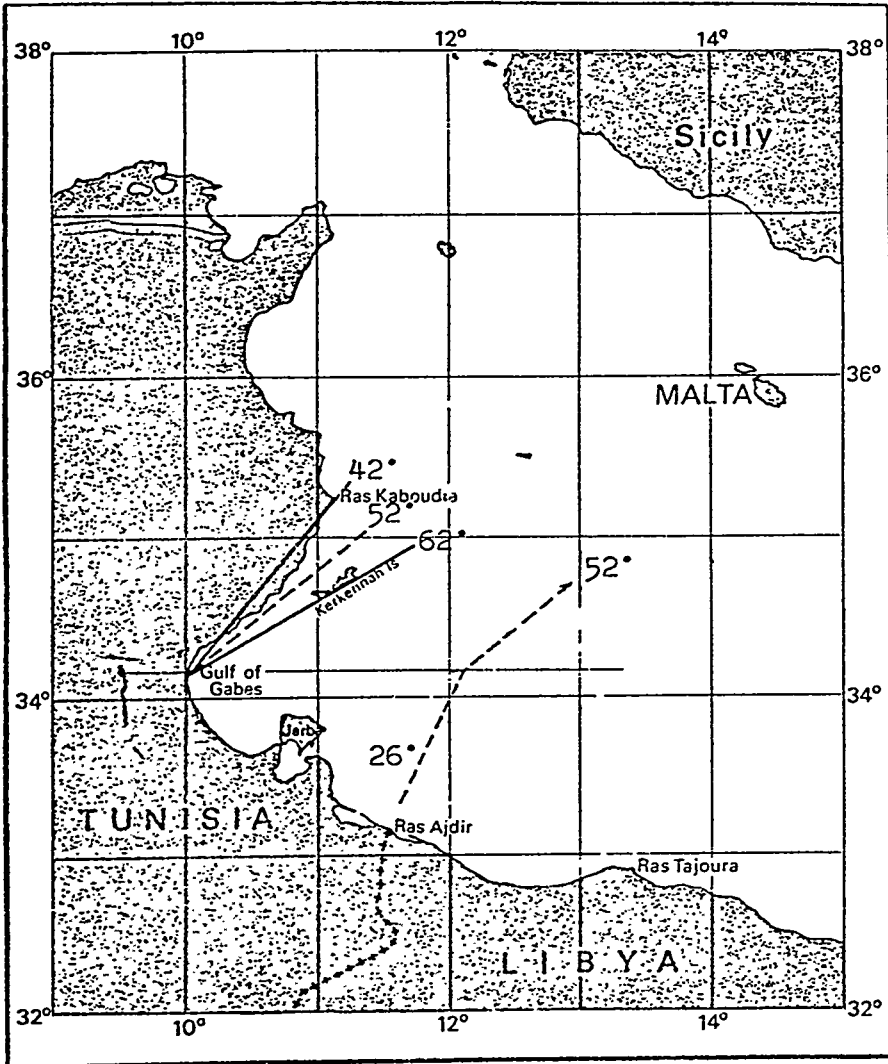 10°
12°
14°
38°
38°
Sicily
36°
36°
MALTA
42°
Ras Kaboudia
52°
62°
52°
Kerkennah Is
Gulf of
Gabes
34°
34°
Jarb
26°
TUNISIA
Ras Ajdir
Ras Tajoura
LIBYA
32°
32°
10°
12°
14°